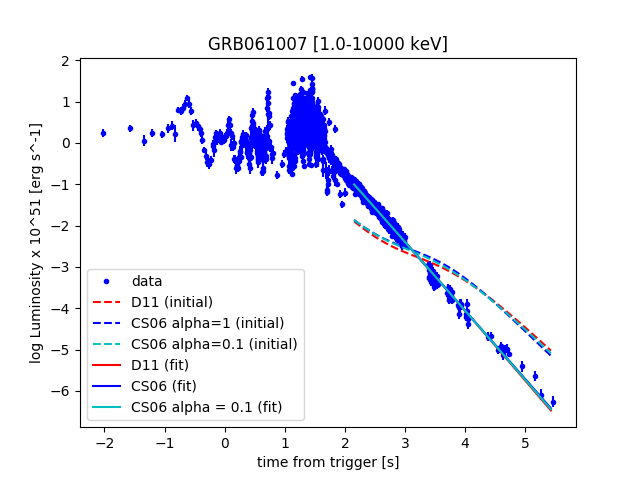 GRB061007 [1.0-10000 keV]
log Luminosity x 10^51 [erg s^-1]
2
1
0
−1
−2
−3
−4
−5
−6
data
D11 (initial)
CS06 alpha=1 (initial)
CS06 alpha=0.1 (initial)
D11 (fit)
CS06 (fit)
CS06 alpha = 0.1 (fit)
−2 −1 0 1 2 3 4 5
time from trigger [s]